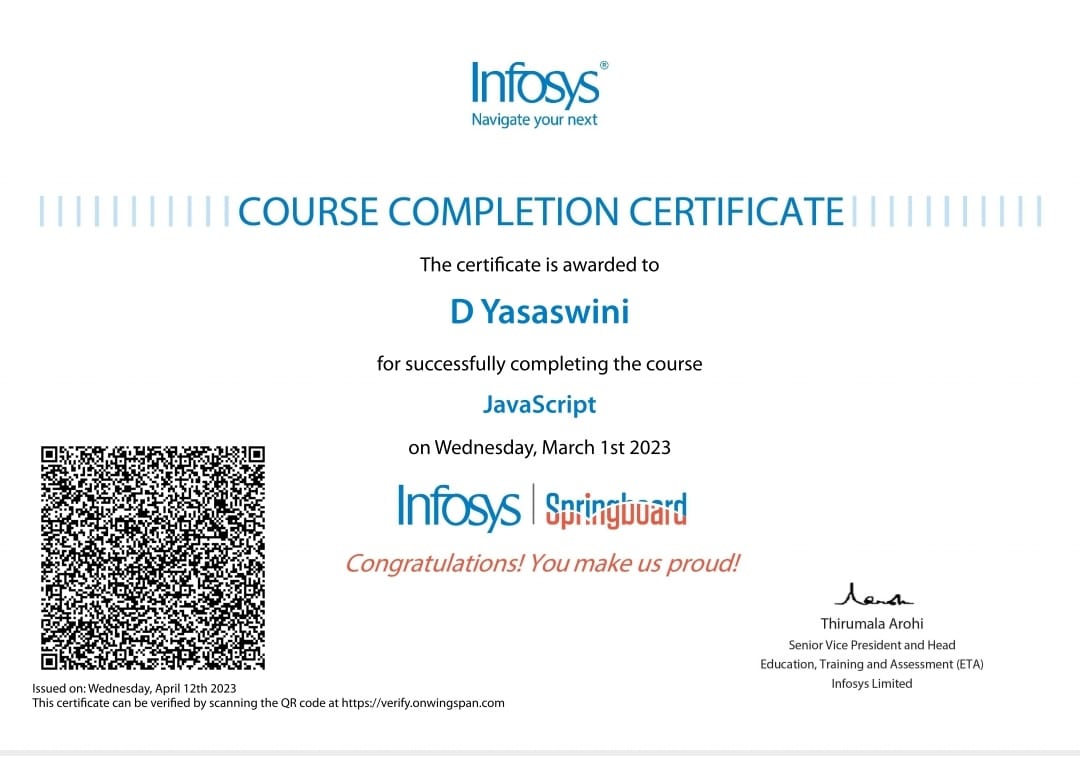 Infosys®
Navigate your next
COURSE COMPLETION CERTIFICATE
The certificate is awarded to
D Yasaswini
for successfully completing the course
JavaScript
on Wednesday, March 1st 2023
Infosys | Springboard
Congratulations! You make us proud!
Thirumala Arohi
Senior Vice President and Head
Education, Training and Assessment (ETA)
Infosys Limited
Issued on: Wednesday, April 12th 2023
This certificate can be verified by scanning the QR code at https://verify.onwingspan.com